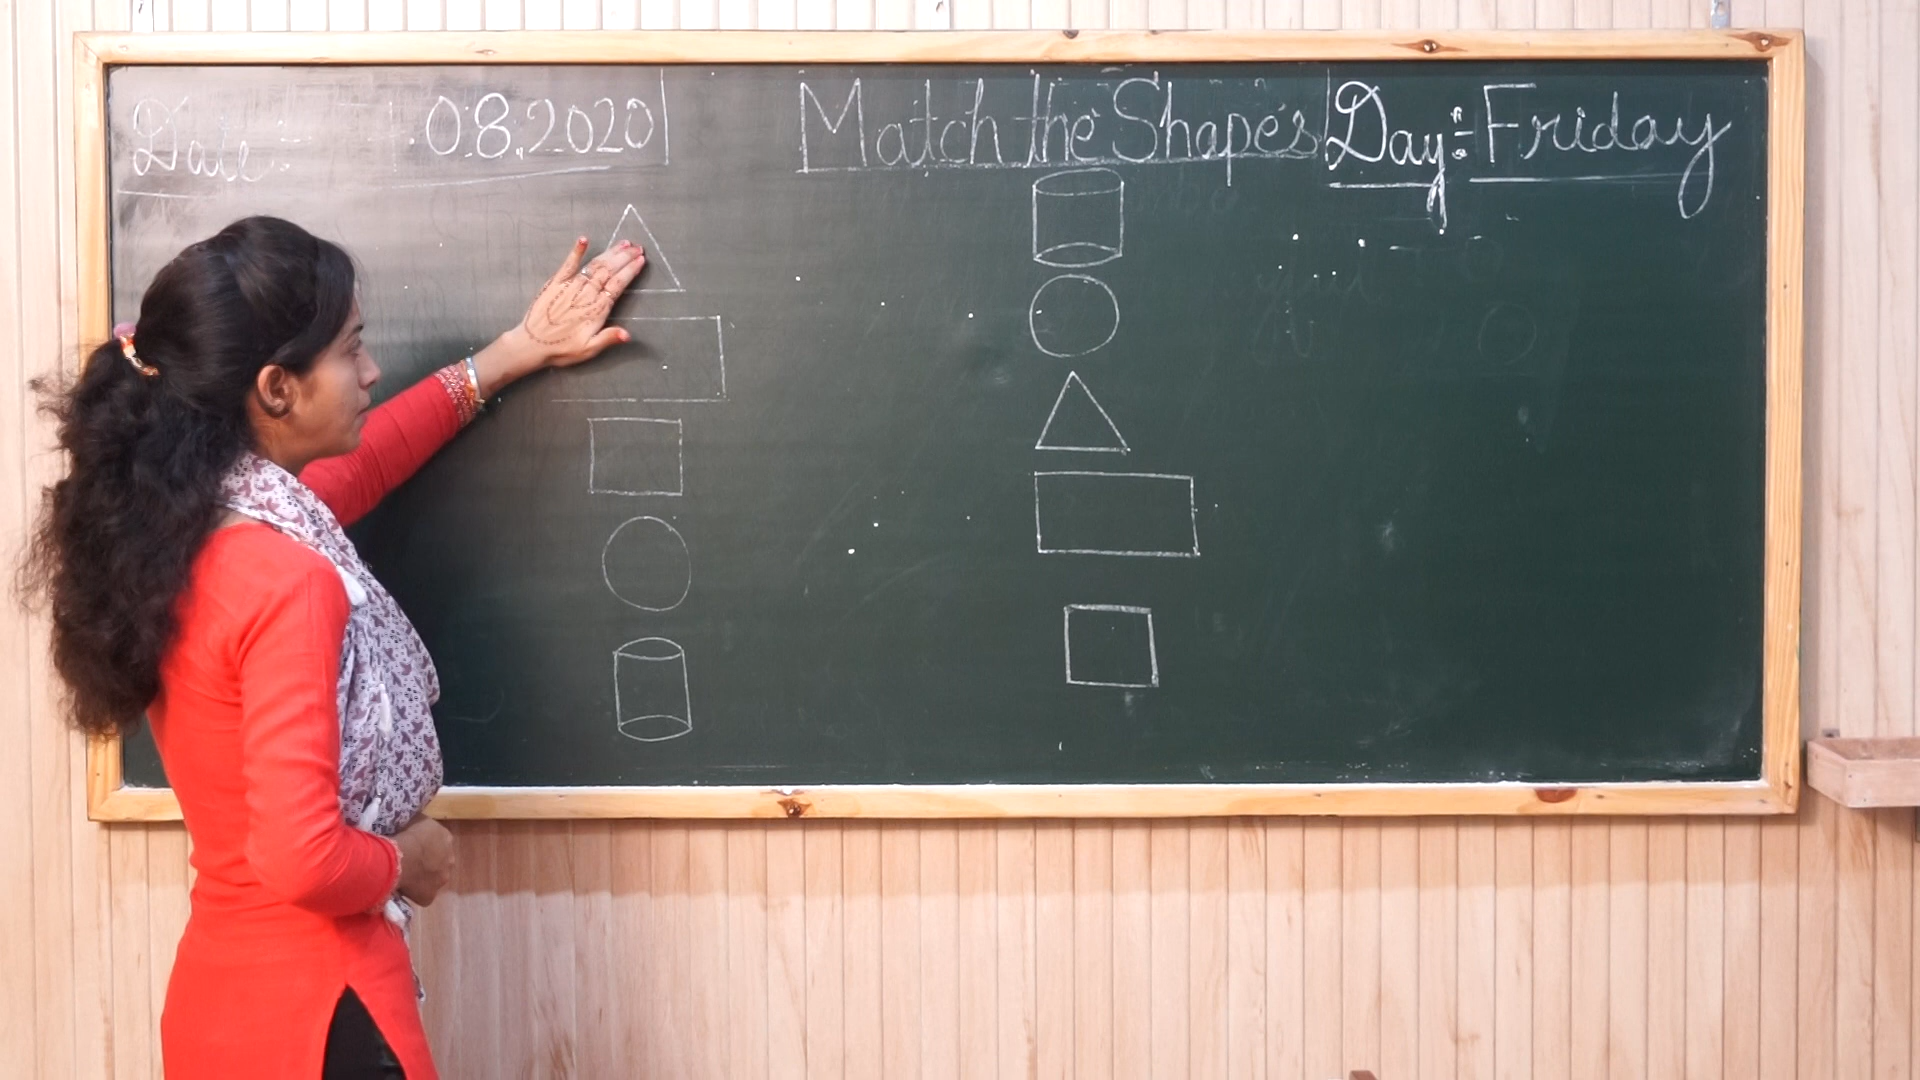 Date:- .08.2020 Match the Shapes Day:- Friday